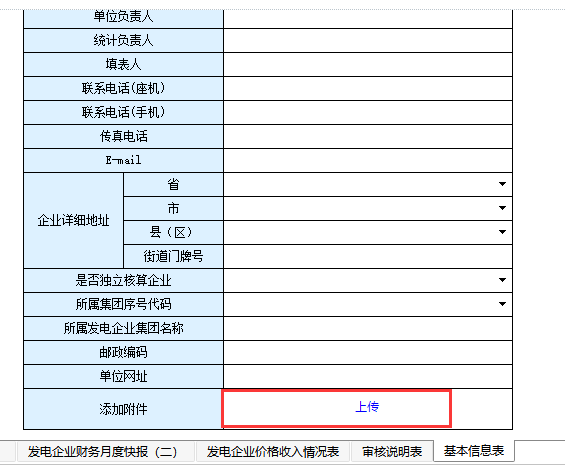 单位负责人
统计负责人
填表人
联系电话(座机)
联系电话(手机)
传真电话
E-mail
企业详细地址
省
市
县（区）
街道门牌号
是否独立核算企业
所属集团序号代码
所属发电企业集团名称
邮政编码
单位网址
添加附件 上传
发电企业财务月度快报（二） 发电企业价格收入情况表 审核说明表 基本信息表